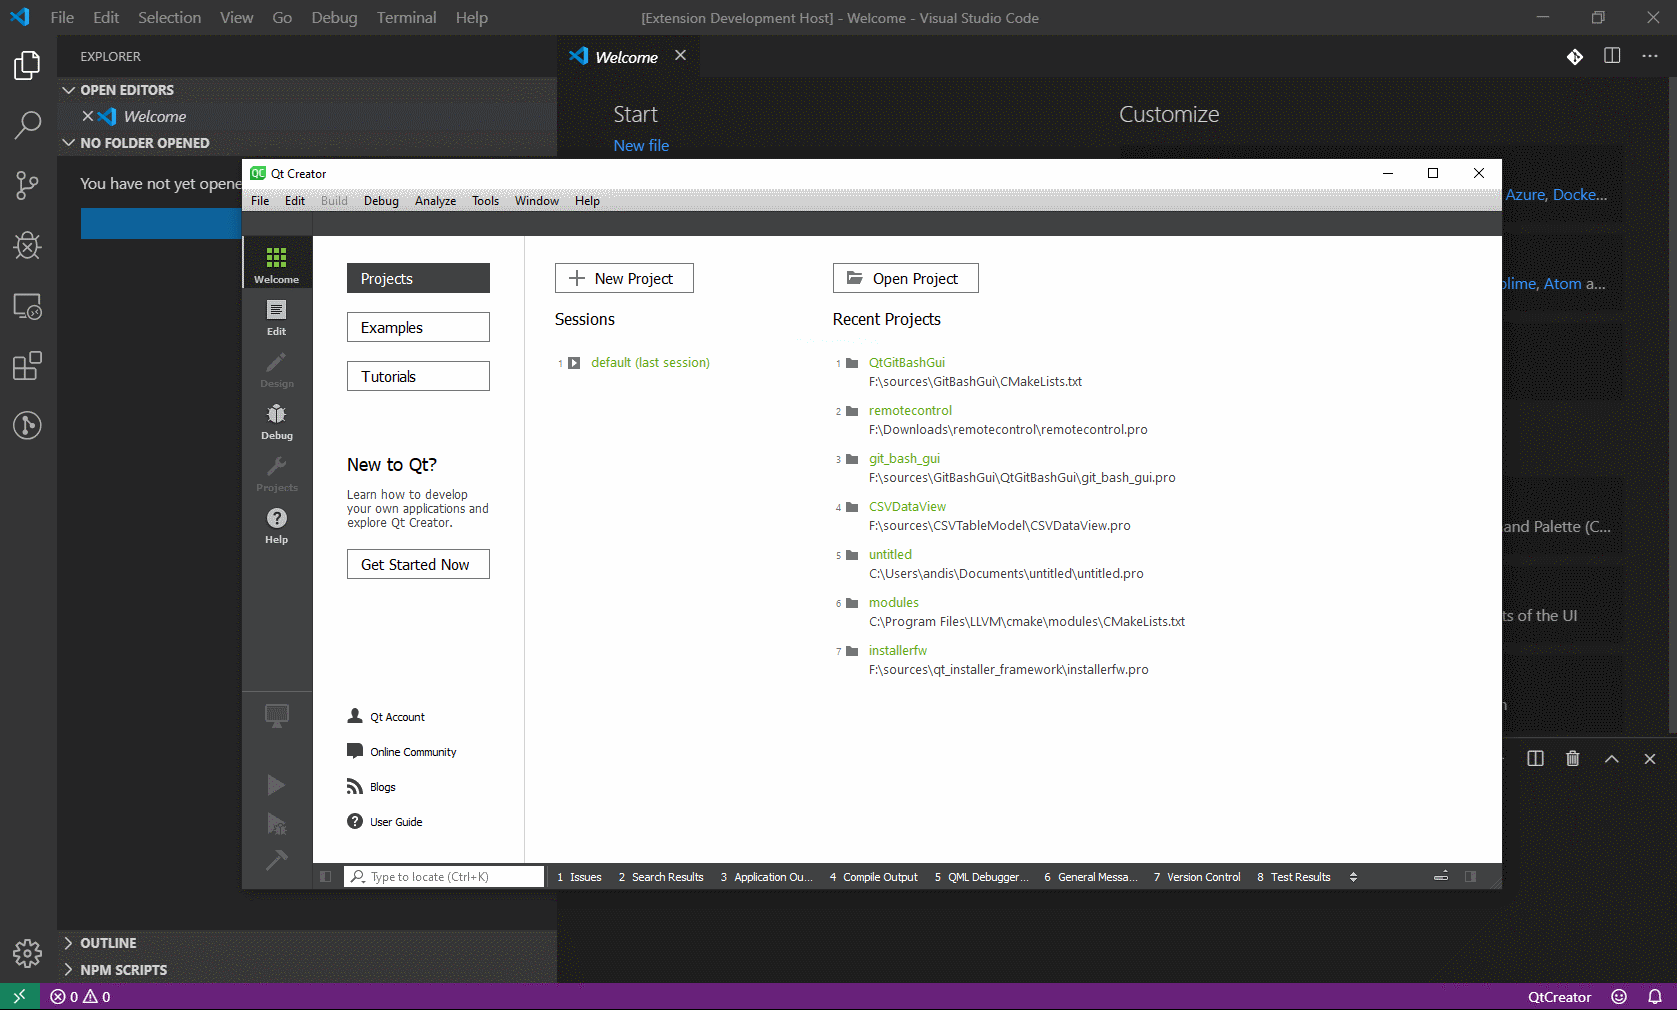 File Edit Selection View Go Debug Terminal Help
[Extension Development Host] - Welcome - Visual Studio Code
EXPLORER
OPEN EDITORS
Welcome
NO FOLDER OPENED
You have not yet opene
Welcome
Start
New file
Customize
Azure, Docke...
Atom a...
and Palette (C...
of the UI
QC Qt Creator
File Edit Build Debug Analyze Tools Window Help
Welcome
Edit
Design
Debug
Projects
Help
Projects
Examples
Tutorials
New to Qt?
Learn how to develop
your own applications and
explore Qt Creator.
Get Started Now
Qt Account
Online Community
Blogs
User Guide
New Project
Sessions
1 default (last session)
Open Project
Recent Projects
1 QtGitBashGui
F:\sources\GitBashGui\CMakeLists.txt
2 remotecontrol
F:\Downloads\remotecontrol\remotecontrol.pro
3 git_bash_gui
F:\sources\GitBashGui\QtGitBashGui\git_bash_gui.pro
4 CSVDataView
F:\sources\CSVTableModel\CSVDataView.pro
5 untitled
C:\Users\andis\Documents\untitled\untitled.pro
6 modules
C:\Program Files\LLVM\cmake\modules\CMakeLists.txt
7 installerfw
F:\sources\qt_installer_framework\installerfw.pro
Type to locate (Ctrl+K)
1 Issues 2 Search Results 3 Application Ou... 4 Compile Output 5 QML Debugger... 6 General Messa... 7 Version Control 8 Test Results
OUTLINE
NPM SCRIPTS
0 0
QtCreator